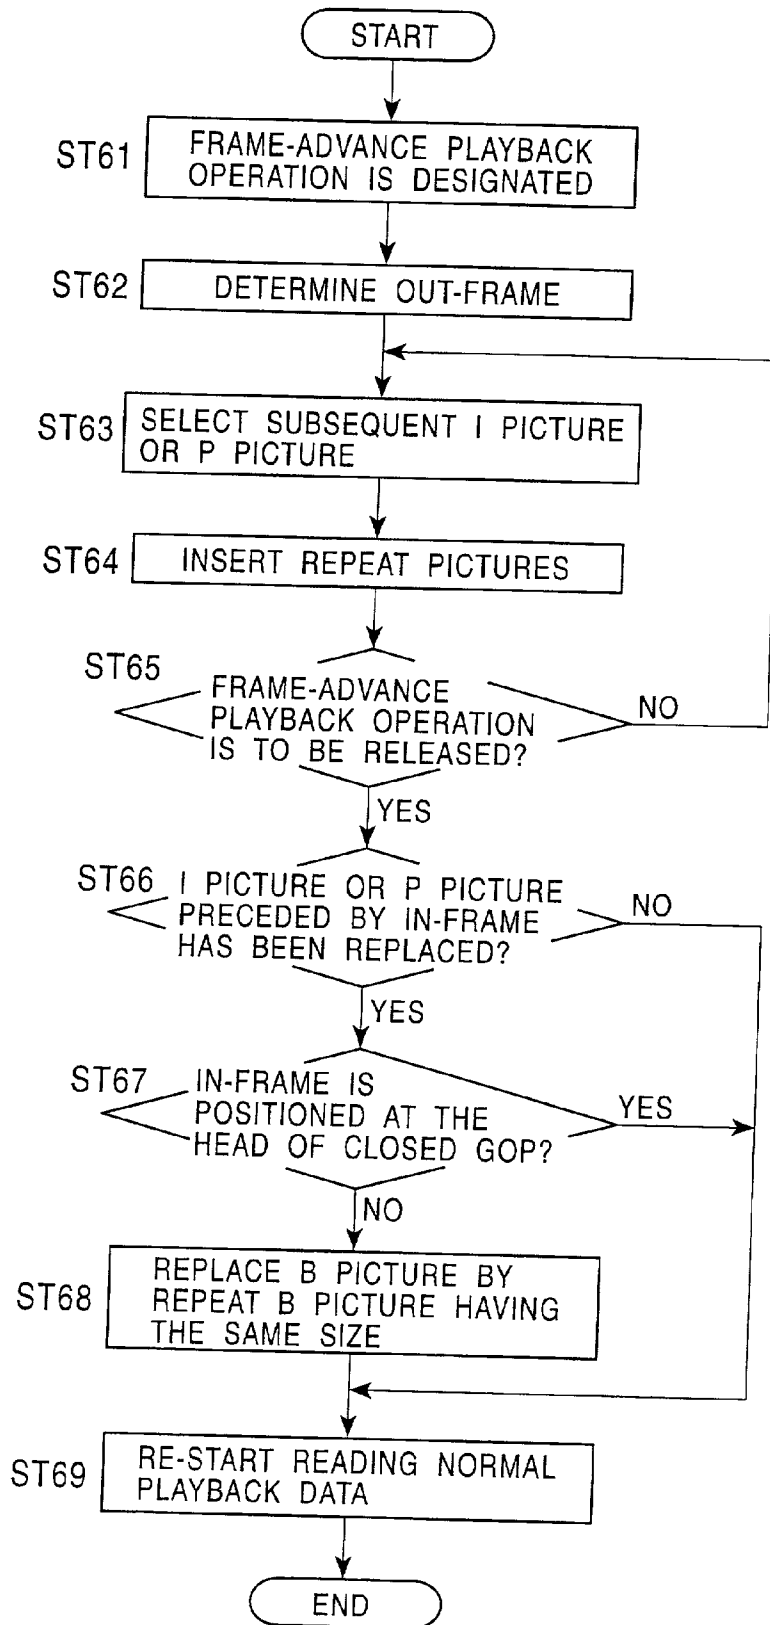 START
ST61
FRAME-ADVANCE PLAYBACK
OPERATION IS DESIGNATED
ST62
DETERMINE OUT-FRAME
ST63
SELECT SUBSEQUENT I PICTURE
OR P PICTURE
ST64
INSERT REPEAT PICTURES
ST65
FRAME-ADVANCE
PLAYBACK OPERATION
IS TO BE RELEASED?
NO
YES
ST66
I PICTURE OR P PICTURE
PRECEDED BY IN-FRAME
HAS BEEN REPLACED?
NO
YES
ST67
IN-FRAME IS
POSITIONED AT THE
HEAD OF CLOSED GOP?
YES
NO
ST68
REPLACE B PICTURE BY
REPEAT B PICTURE HAVING
THE SAME SIZE
ST69
RE-START READING NORMAL
PLAYBACK DATA
END